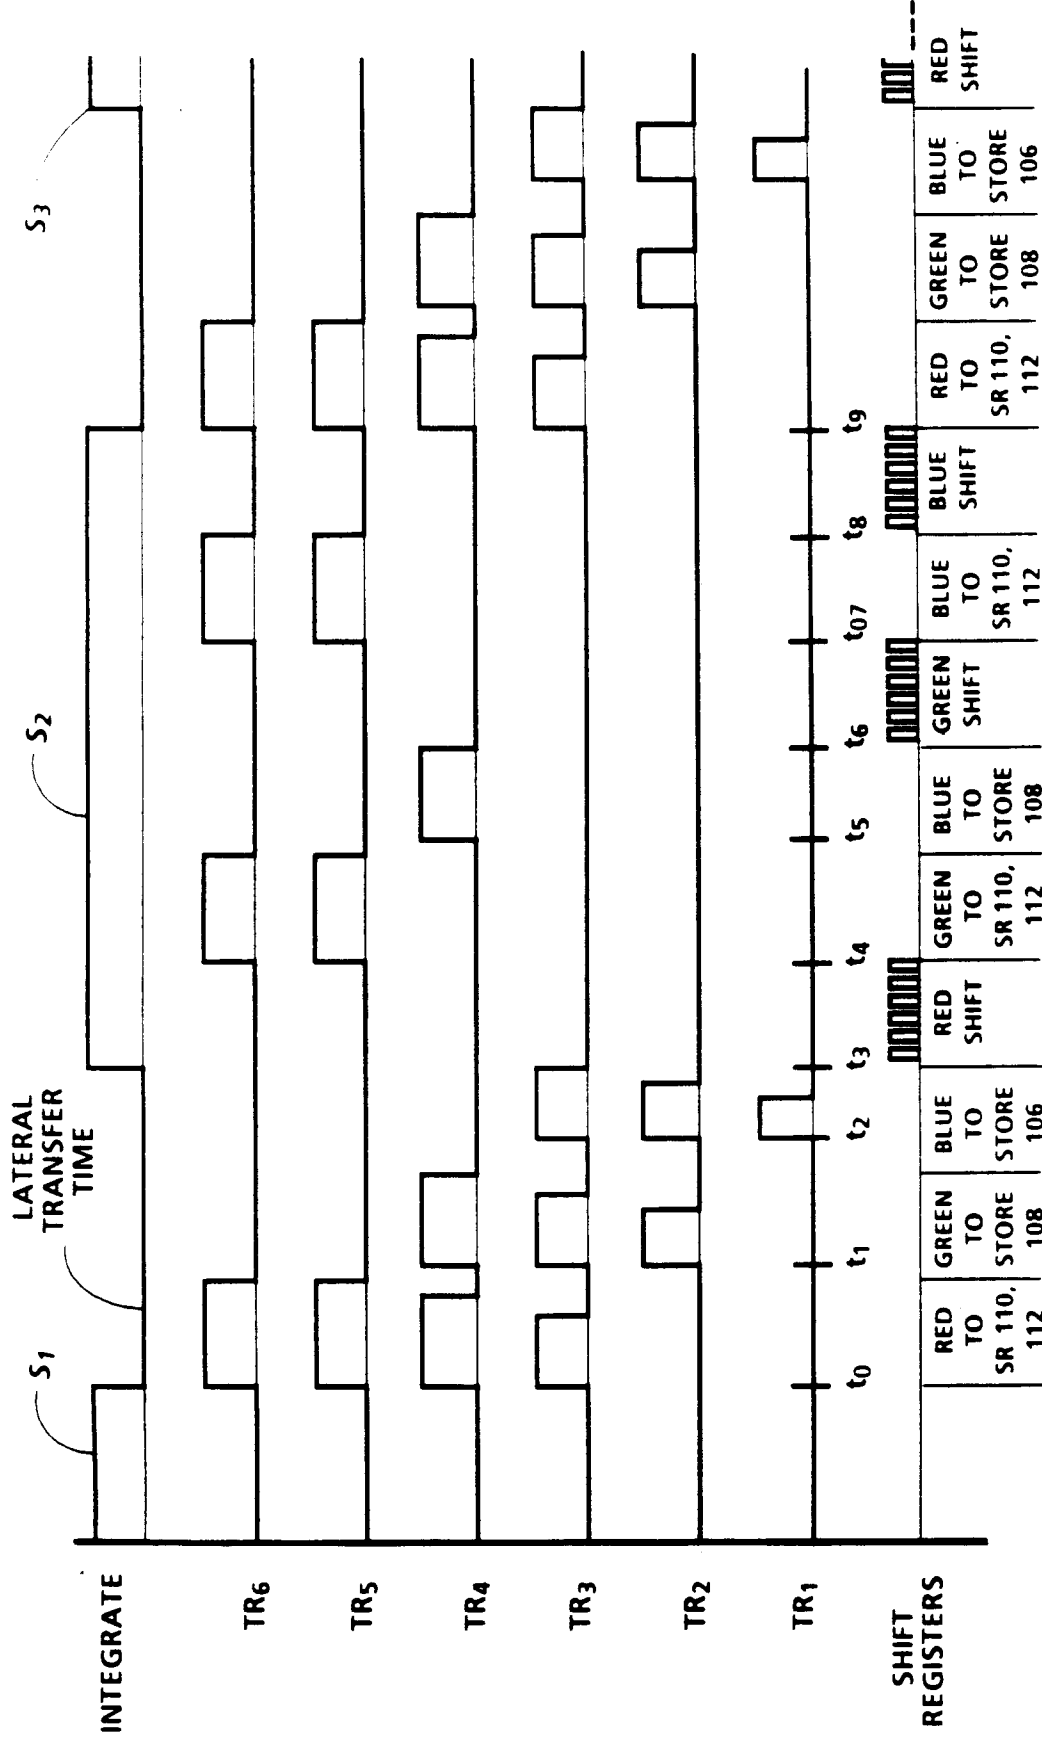 S1
LATERAL
TRANSFER
TIME
S2
S3
INTEGRATE
TR6
TR5
TR4
TR3
TR2
TR1
t0
t1
t2
t3
t4
t5
t6
t07
t8
t9
SHIFT
REGISTERS
RED
TO
SR 110,
112
GREEN
TO
STORE
108
BLUE
TO
STORE
106
RED
SHIFT
GREEN
TO
SR 110,
112
BLUE
TO
STORE
108
GREEN
SHIFT
BLUE
TO
SR 110,
112
BLUE
SHIFT
RED
TO
SR 110,
112
GREEN
TO
STORE
108
BLUE
TO
STORE
106
RED
SHIFT